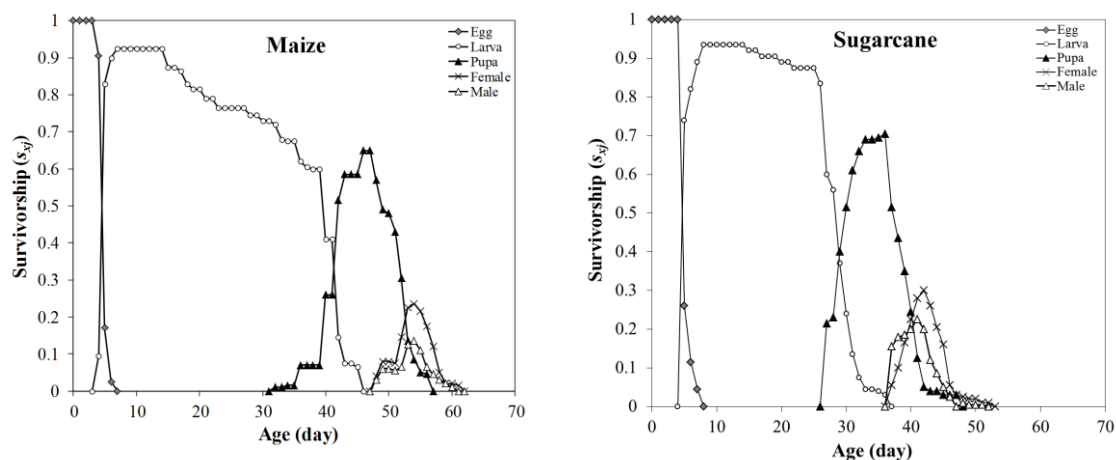 Maize
Egg
Larva
Pupa
Female
Male
Survivorship (sxj)
1
0.9
0.8
0.7
0.6
0.5
0.4
0.3
0.2
0.1
0
0 10 20 30 40 50 60 70
Age (day)
Sugarcane
Egg
Larva
Pupa
Female
Male
Survivorship (sxj)
1
0.9
0.8
0.7
0.6
0.5
0.4
0.3
0.2
0.1
0
0 10 20 30 40 50 60 70
Age (day)